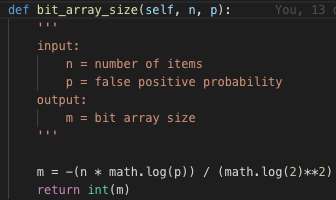 def bit_array_size(self, n, p): You, 13
'''
input:
n = number of items
p = false positive probability
output:
m = bit array size
'''
m = -(n * math.log(p)) / (math.log(2)**2)
return int(m)